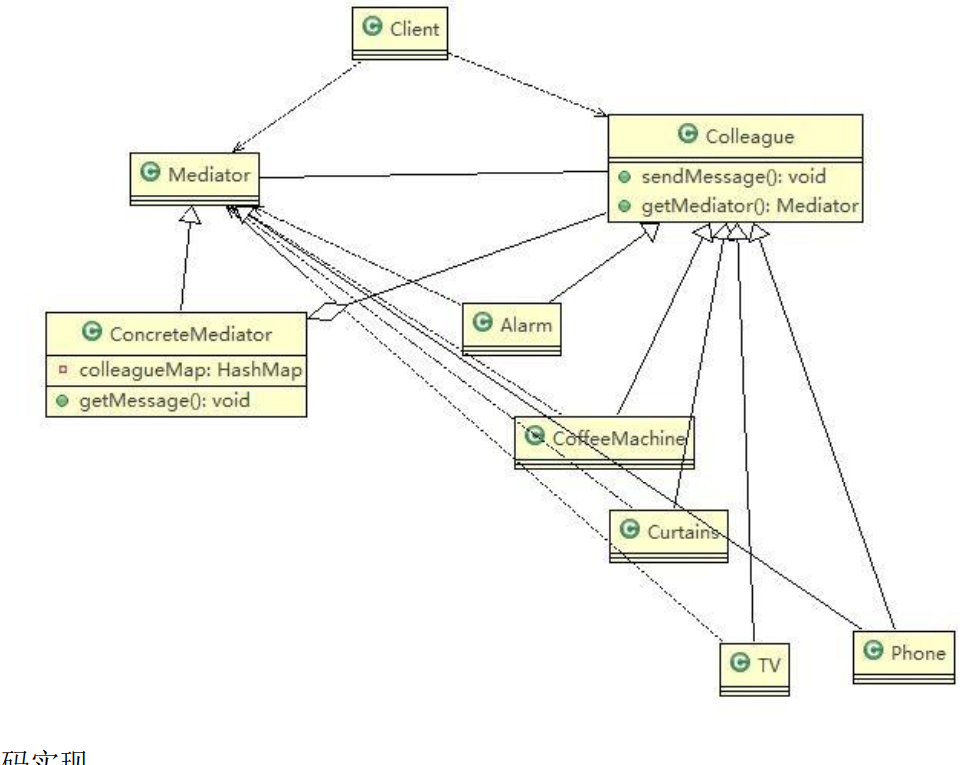 Client
Colleague
sendMessage(): void
getMediator(): Mediator
Mediator
ConcreteMediator
colleagueMap: HashMap
getMessage(): void
Alarm
CoffeeMachine
Curtains
TV
Phone
码实现